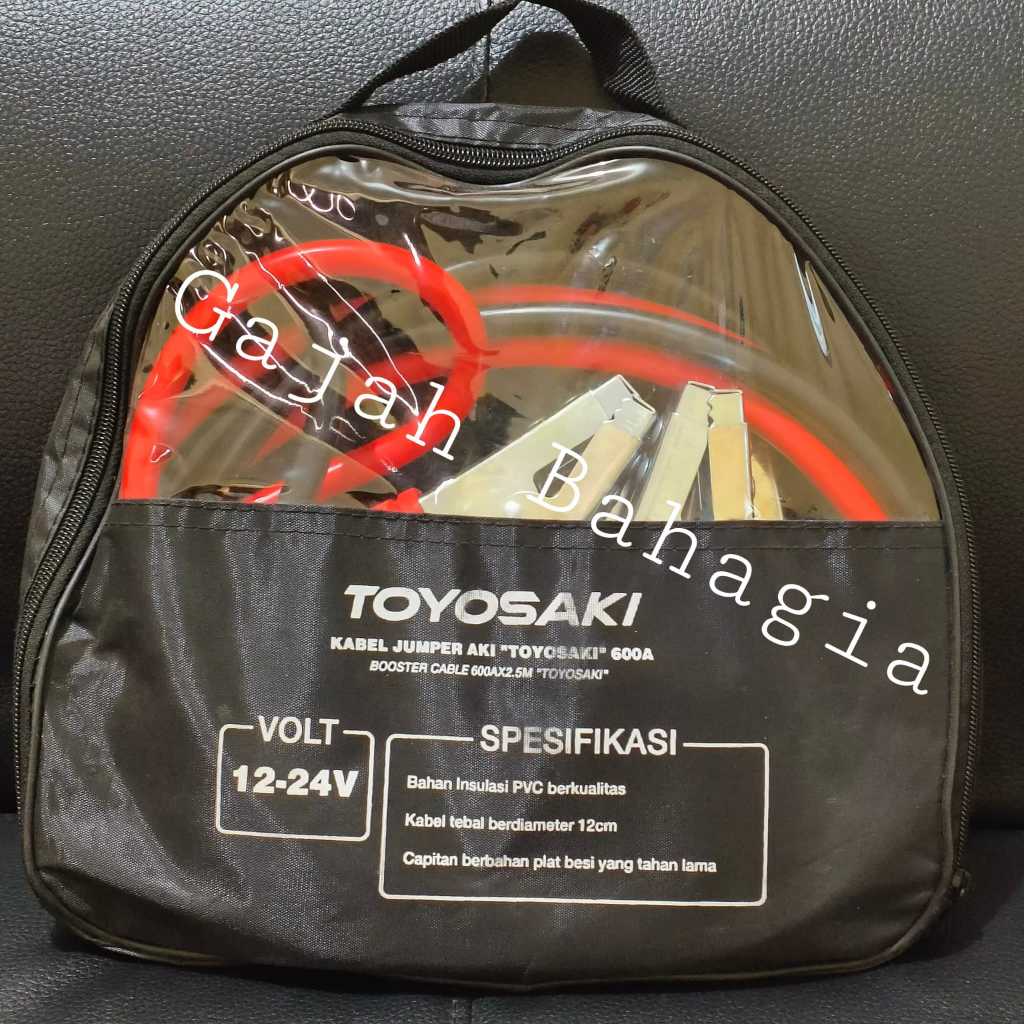 Gajah Bahagia
TOYOSAKI
KABEL JUMPER AKI "TOYOSAKI" 600A
BOOSTER CABLE 600AX2.5M "TOYOSAKI"
VOLT
12-24V
SPESIFIKASI
Bahan Insulasi PVC berkualitas
Kabel tebal berdiameter 12cm
Capitan berbahan plat besi yang tahan lama